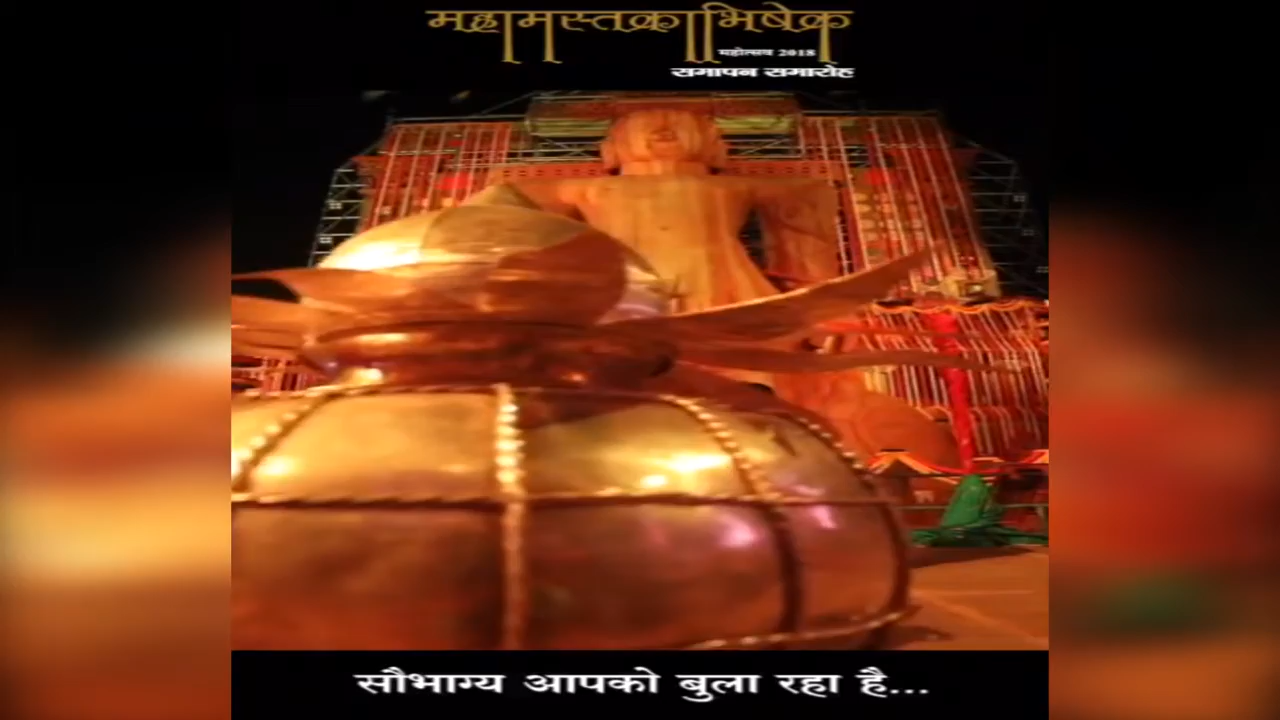 महामस्तकाभिषेक
महोत्सव 2018
समापन समारोह
सौभाग्य आपको बुला रहा है...